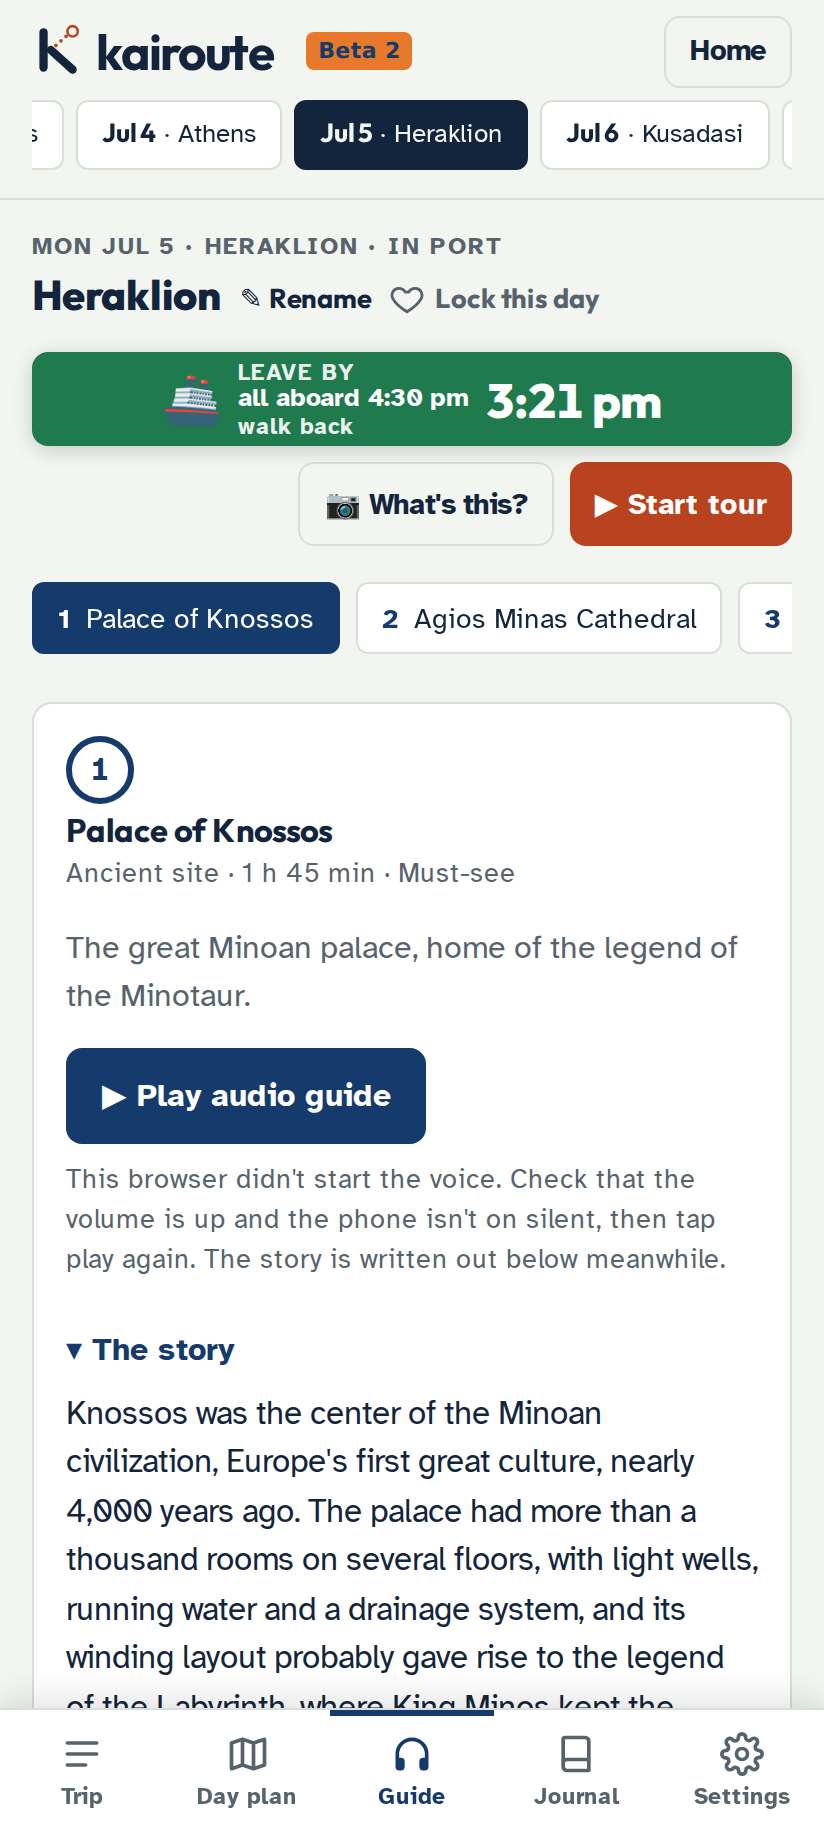 kairoute
Beta 2
Home
s
Jul 4 · Athens
Jul 5 · Heraklion
Jul 6 · Kusadasi
MON JUL 5 · HERAKLION · IN PORT
Heraklion
✎ Rename
Lock this day
LEAVE BY
all aboard 4:30 pm
walk back
3:21 pm
What's this?
▶ Start tour
1 Palace of Knossos
2 Agios Minas Cathedral
3
1
Palace of Knossos
Ancient site · 1 h 45 min · Must-see
The great Minoan palace, home of the legend of
the Minotaur.
▶ Play audio guide
This browser didn't start the voice. Check that the
volume is up and the phone isn't on silent, then tap
play again. The story is written out below meanwhile.
▾ The story
Knossos was the center of the Minoan
civilization, Europe's first great culture, nearly
4,000 years ago. The palace had more than a
thousand rooms on several floors, with light wells,
running water and a drainage system, and its
winding layout probably gave rise to the legend
of the Labyrinth, where King Minos kept the
Trip
Day plan
Guide
Journal
Settings